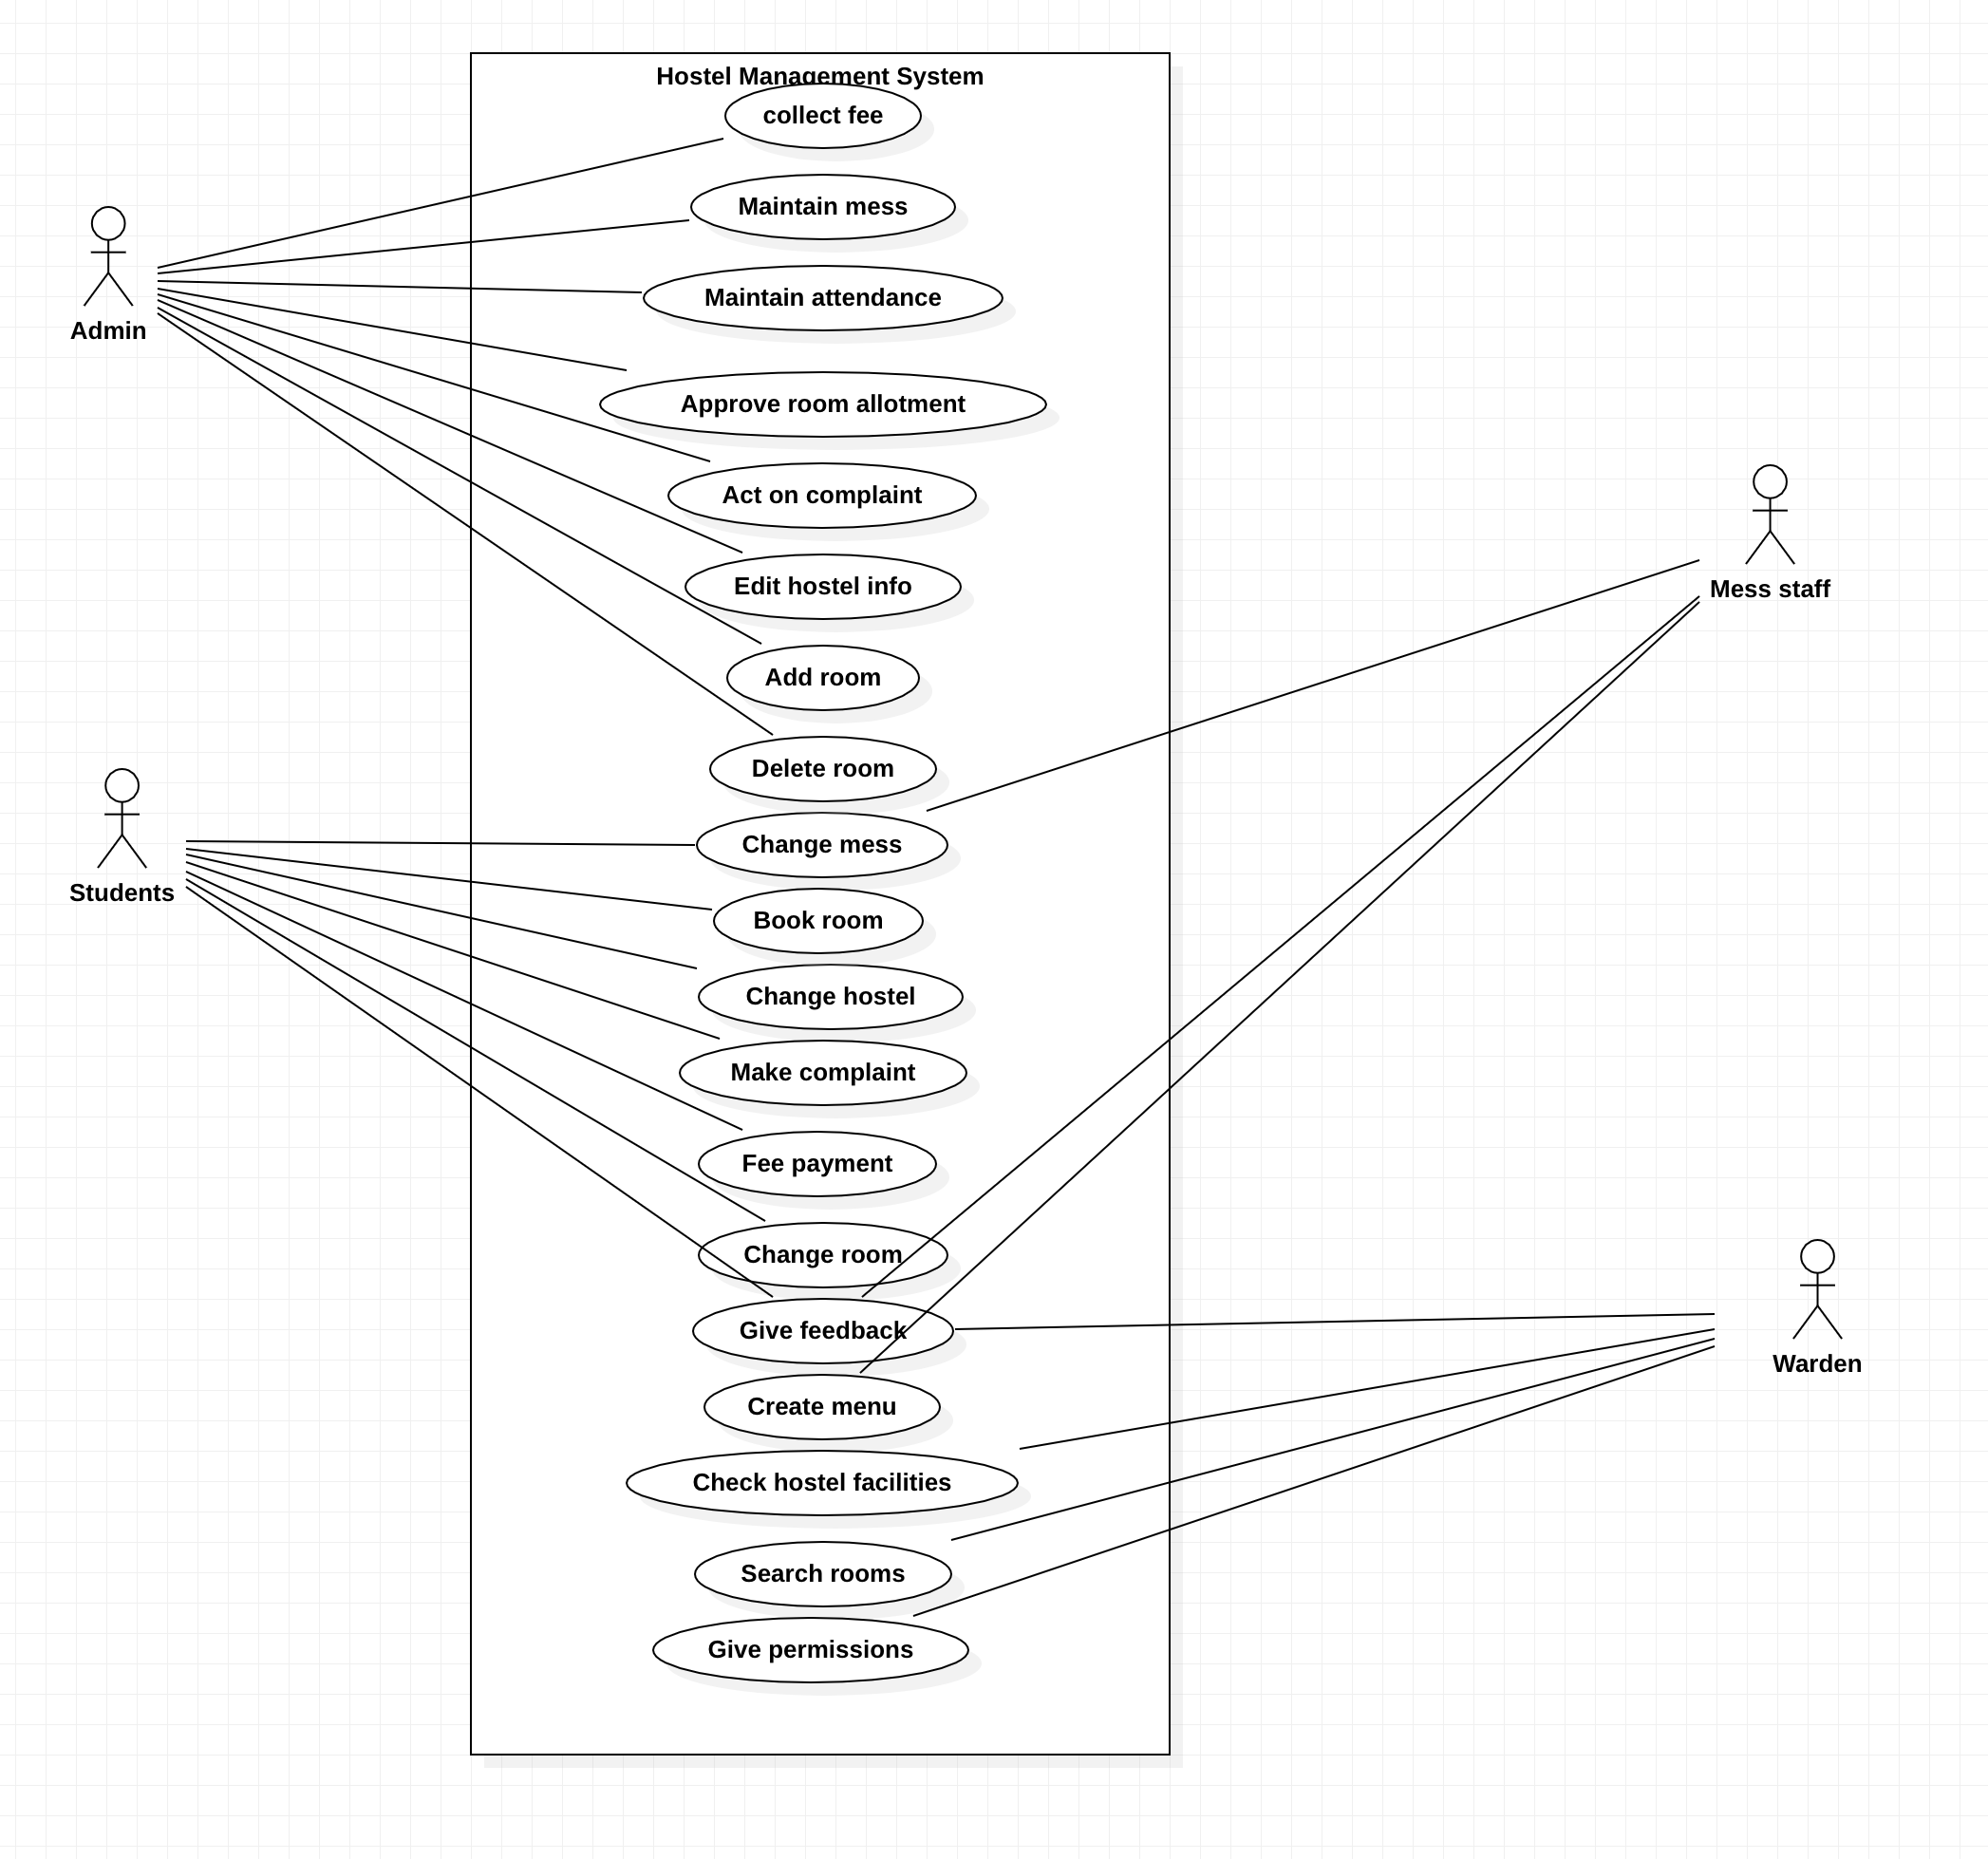 Hostel Management System
collect fee
Maintain mess
Maintain attendance
Admin
Approve room allotment
Act on complaint
Edit hostel info
Mess staff
Add room
Delete room
Change mess
Students
Book room
Change hostel
Make complaint
Fee payment
Change room
Give feedback
Warden
Create menu
Check hostel facilities
Search rooms
Give permissions